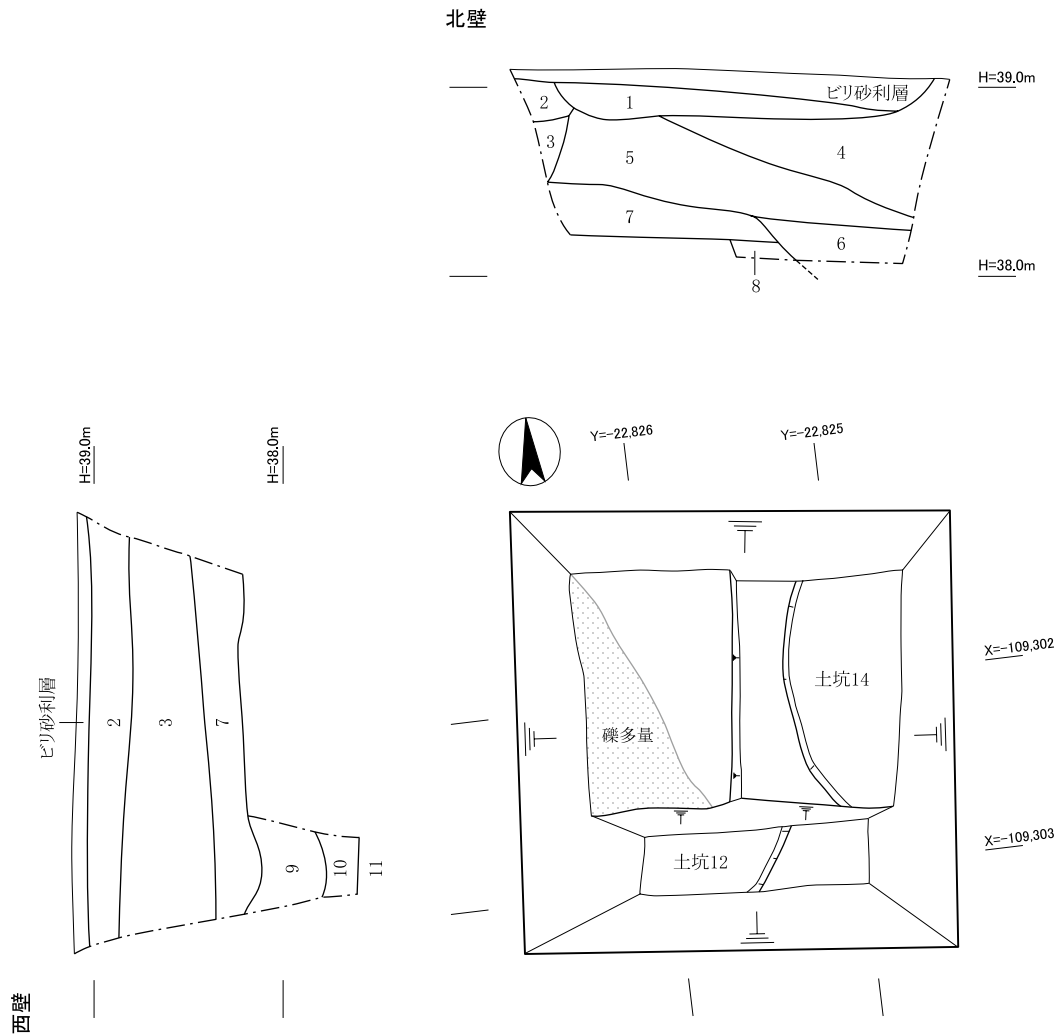 北壁
H=39.0m
ビリ砂利層
2
1
3
5
4
7
6
8
H=38.0m
H=39.0m
H=38.0m
Y=-22,826
Y=-22,825
X=-109,302
土坑14
ビリ砂利層
2
3
7
礫多量
X=-109,303
土坑12
9
10
11
西壁